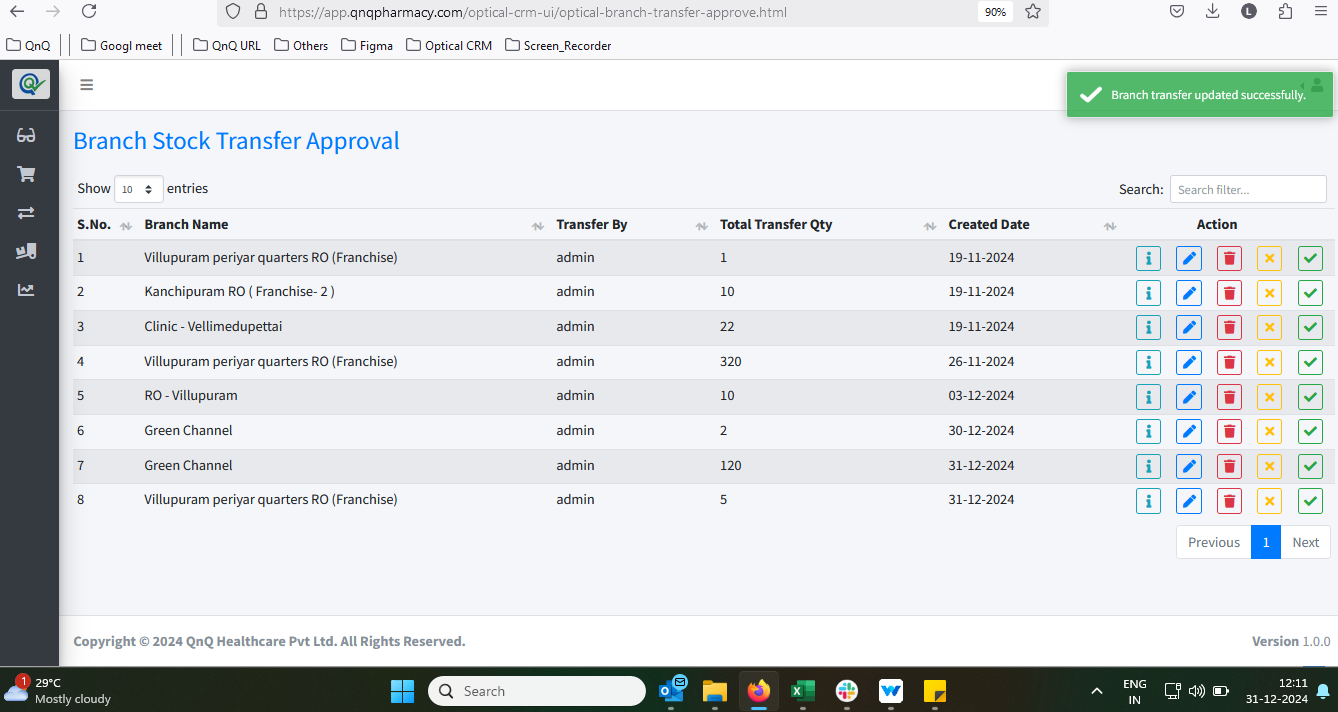 https://app.qnqpharmacy.com/optical-crm-ui/optical-branch-transfer-approve.html 90% L
QnQ Googl meet QnQ URL Others Figma Optical CRM Screen_Recorder
Branch transfer updated successfully.
Branch Stock Transfer Approval
Show 10 entries Search: Search filter...
S.No. Branch Name Transfer By Total Transfer Qty Created Date Action
1 Villupuram periyar quarters RO (Franchise) admin 1 19-11-2024
2 Kanchipuram RO ( Franchise- 2 ) admin 10 19-11-2024
3 Clinic - Vellimedupettai admin 22 19-11-2024
4 Villupuram periyar quarters RO (Franchise) admin 320 26-11-2024
5 RO - Villupuram admin 10 03-12-2024
6 Green Channel admin 2 30-12-2024
7 Green Channel admin 120 31-12-2024
8 Villupuram periyar quarters RO (Franchise) admin 5 31-12-2024
Previous 1 Next
Copyright © 2024 QnQ Healthcare Pvt Ltd. All Rights Reserved. Version 1.0.0
1 29°C
Mostly cloudy
Search
ENG
IN
12:11
31-12-2024